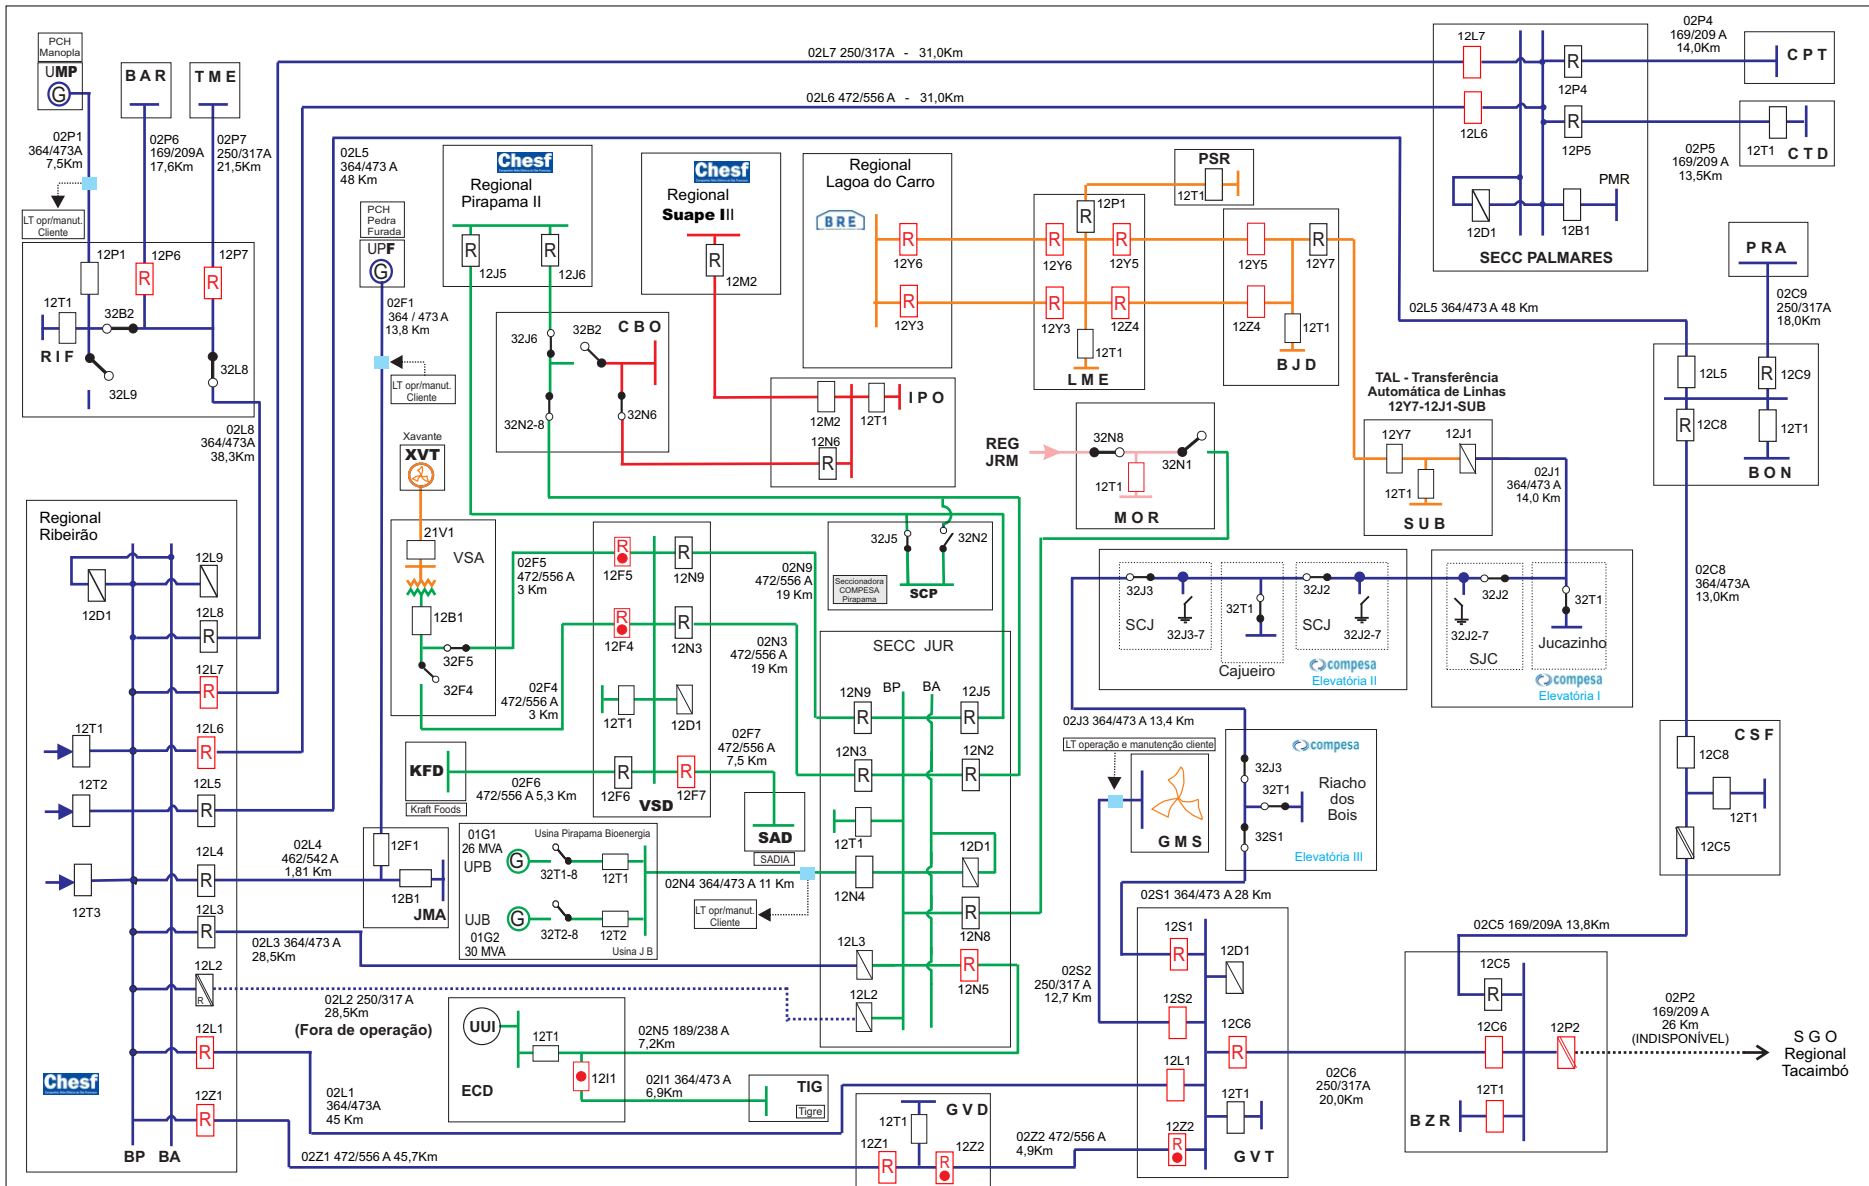 PCH
Manopla
UMP
G
BAR
TME
02P1
364/473A
7,5Km
02P6
169/209A
17,6Km
02P7
250/317A
21,5Km
LT opr/manut.
Cliente
12P1
12P6
R
12P7
R
12T1
32B2
RIF
32L9
32L8
02L8
364/473A
38,3Km
02L5
364/473 A
48 Km
PCH
Pedra
Furada
UPF
G
02F1
364 / 473 A
13,8 Km
LT opr/manut.
Cliente
02L7 250/317A - 31,0Km
02L6 472/556 A - 31,0Km
Chesf
Regional
Pirapama II
R
12J5
R
12J6
Chesf
Regional
Suape III
R
12M2
Regional
Lagoa do Carro
BRE
R
12Y6
R
12Y3
PSR
12T1
12P1
R
R
12Y6
R
12Y5
R
12Y3
R
12Z4
12T1
LME
12Y5
R
12Y7
12Z4
12T1
BJD
12L7
12L6
R
12P4
R
12P5
12D1
12B1
PMR
SECC PALMARES
02P4
169/209 A
14,0Km
CPT
12T1
CTD
02P5
169/209 A
13,5Km
PRA
02C9
250/317A
18,0Km
02L5 364/473 A 48 Km
12L5
R
12C9
R
12C8
12T1
BON
CBO
32J6
32B2
32N2-8
32N6
12M2
12T1
IPO
12N6
R
TAL - Transferência
Automática de Linhas
12Y7-12J1-SUB
12Y7
12J1
12T1
SUB
02J1
364/473 A
14,0 Km
REG
JRM
32N8
32N1
12T1
MOR
Xavante
XVT
21V1
VSA
12B1
32F5
32F4
02F5
472/556 A
3 Km
02F4
472/556 A
3 Km
R
12F5
R
12N9
R
12F4
R
12N3
12T1
12D1
R
12F6
R
12F7
VSD
02N9
472/556 A
19 Km
02N3
472/556 A
19 Km
02F7
472/556 A
7,5 Km
KFD
Kraft Foods
02F6
472/556 A 5,3 Km
SAD
SADIA
32J5
32N2
Seccionadora
COMPESA
Pirapama
SCP
SECC JUR
12N9
R
BP
BA
12J5
R
12N3
R
12N2
R
12T1
12D1
12N4
R
12N8
12L3
R
12N5
12L2
Regional
Ribeirão
12L9
12D1
12L8
R
12L7
R
12T1
12L6
R
12T2
12L5
R
12T3
12L4
R
12L3
R
12L2
R
12L1
R
12Z1
R
Chesf
BP
BA
02L4
462/542 A
1,81 Km
12F1
12B1
JMA
02L3 364/473 A
28,5Km
02L2 250/317 A
28,5Km
(Fora de operação)
02L1
364/473A
45 Km
02Z1 472/556 A 45,7Km
01G1
26 MVA
UPB
Usina Pirapama Bioenergia
G
32T1-8
12T1
UJB
01G2
30 MVA
G
32T2-8
12T2
Usina J B
02N4 364/473 A 11 Km
LT opr/manut.
Cliente
UUI
12T1
12I1
ECD
02N5 189/238 A
7,2Km
02I1 364/473 A
6,9Km
TIG
Tigre
12T1
GVD
12Z1
R
12Z2
R
02Z2 472/556 A
4,9Km
32J3
SCJ
32J3-7
32T1
Cajueiro
32J2
SCJ
32J2-7
compesa
Elevatória II
32J2
32J2-7
SJC
32T1
Jucazinho
compesa
Elevatória I
02J3 364/473 A 13,4 Km
LT operação e manutenção cliente
GMS
compesa
32J3
32T1
32S1
Riacho
dos
Bois
Elevatória III
02S1 364/473 A 28 Km
02S2
250/317 A
12,7 Km
12S1
R
12D1
12S2
12C6
R
12L1
12T1
12Z2
R
GVT
02C6
250/317A
20,0Km
02C8
364/473A
13,0Km
CSF
12C8
12T1
12C5
02C5 169/209A 13,8Km
12C5
R
12C6
12P2
12T1
BZR
02P2
169/209 A
26 Km
(INDISPONÍVEL)
SGO
Regional
Tacaimbó